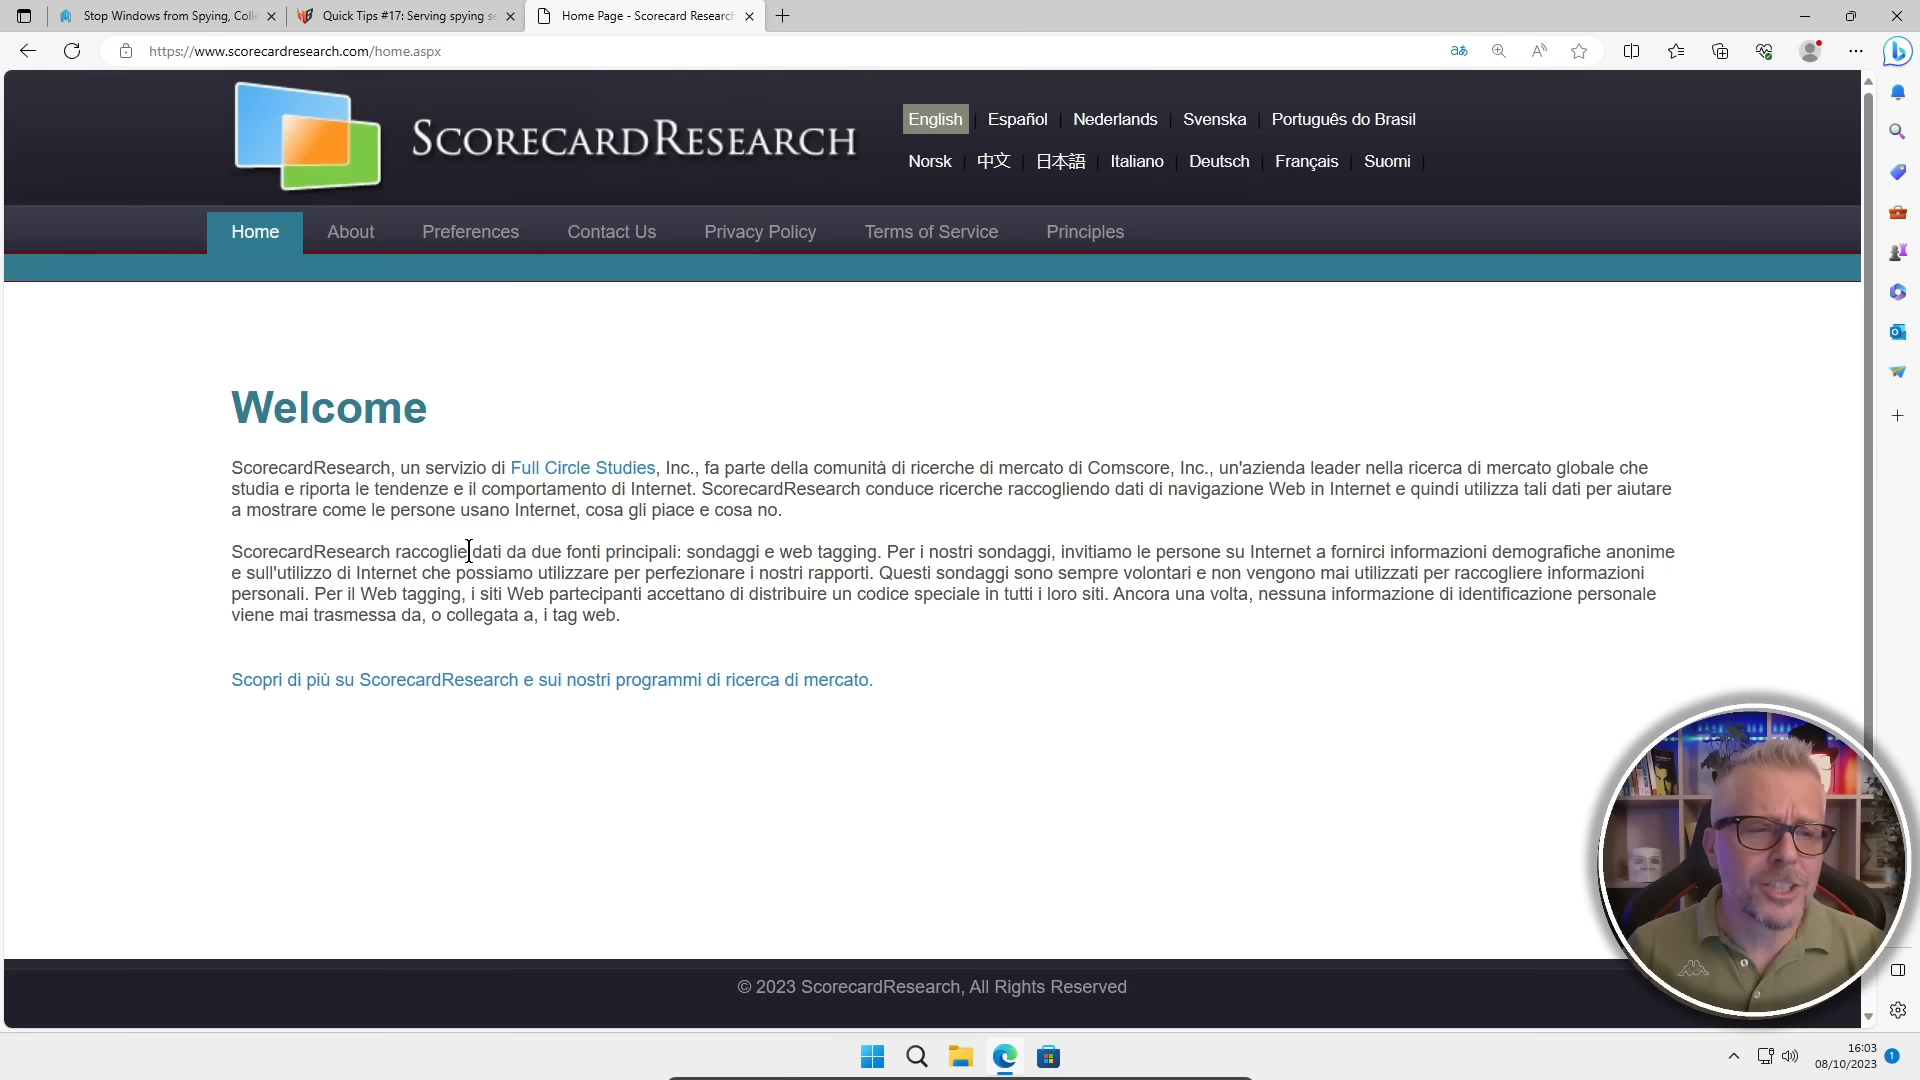 Stop Windows from Spying, Coll
Quick Tips #17: Serving spying se
Home Page - Scorecard Research
https://www.scorecardresearch.com/home.aspx
SCORECARDRESEARCH
English Español Nederlands Svenska Português do Brasil
Norsk 中文 日本語 Italiano Deutsch Français Suomi
Home About Preferences Contact Us Privacy Policy Terms of Service Principles
Welcome
ScorecardResearch, un servizio di Full Circle Studies, Inc., fa parte della comunità di ricerche di mercato di Comscore, Inc., un'azienda leader nella ricerca di mercato globale che
studia e riporta le tendenze e il comportamento di Internet. ScorecardResearch conduce ricerche raccogliendo dati di navigazione Web in Internet e quindi utilizza tali dati per aiutare
a mostrare come le persone usano Internet, cosa gli piace e cosa no.
ScorecardResearch raccoglie dati da due fonti principali: sondaggi e web tagging. Per i nostri sondaggi, invitiamo le persone su Internet a fornirci informazioni demografiche anonime
e sull'utilizzo di Internet che possiamo utilizzare per perfezionare i nostri rapporti. Questi sondaggi sono sempre volontari e non vengono mai utilizzati per raccogliere informazioni
personali. Per il Web tagging, i siti Web partecipanti accettano di distribuire un codice speciale in tutti i loro siti. Ancora una volta, nessuna informazione di identificazione personale
viene mai trasmessa da, o collegata a, i tag web.
Scopri di più su ScorecardResearch e sui nostri programmi di ricerca di mercato.
© 2023 ScorecardResearch, All Rights Reserved
16:03
08/10/2023
1